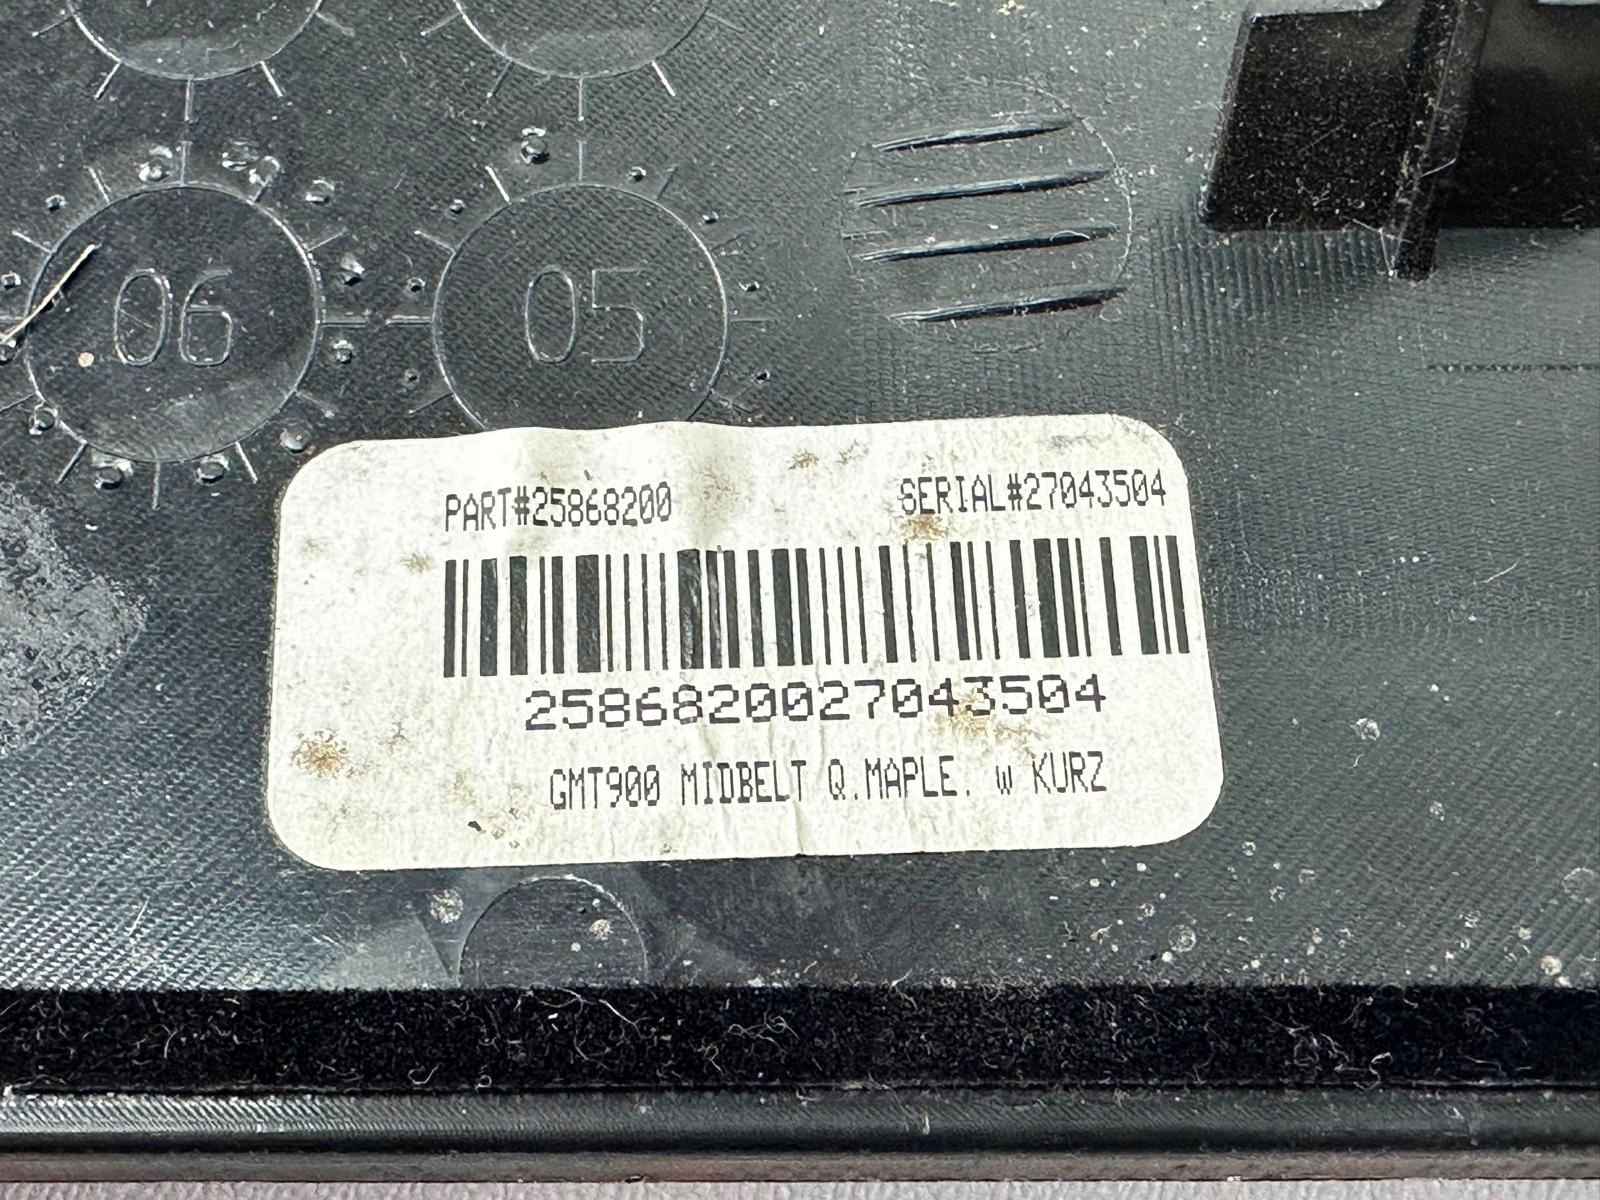 06 05
PART#25868200 SERIAL#27043504
2586820027043504
GMT900 MIDBELT Q.MAPLE. w KURZ